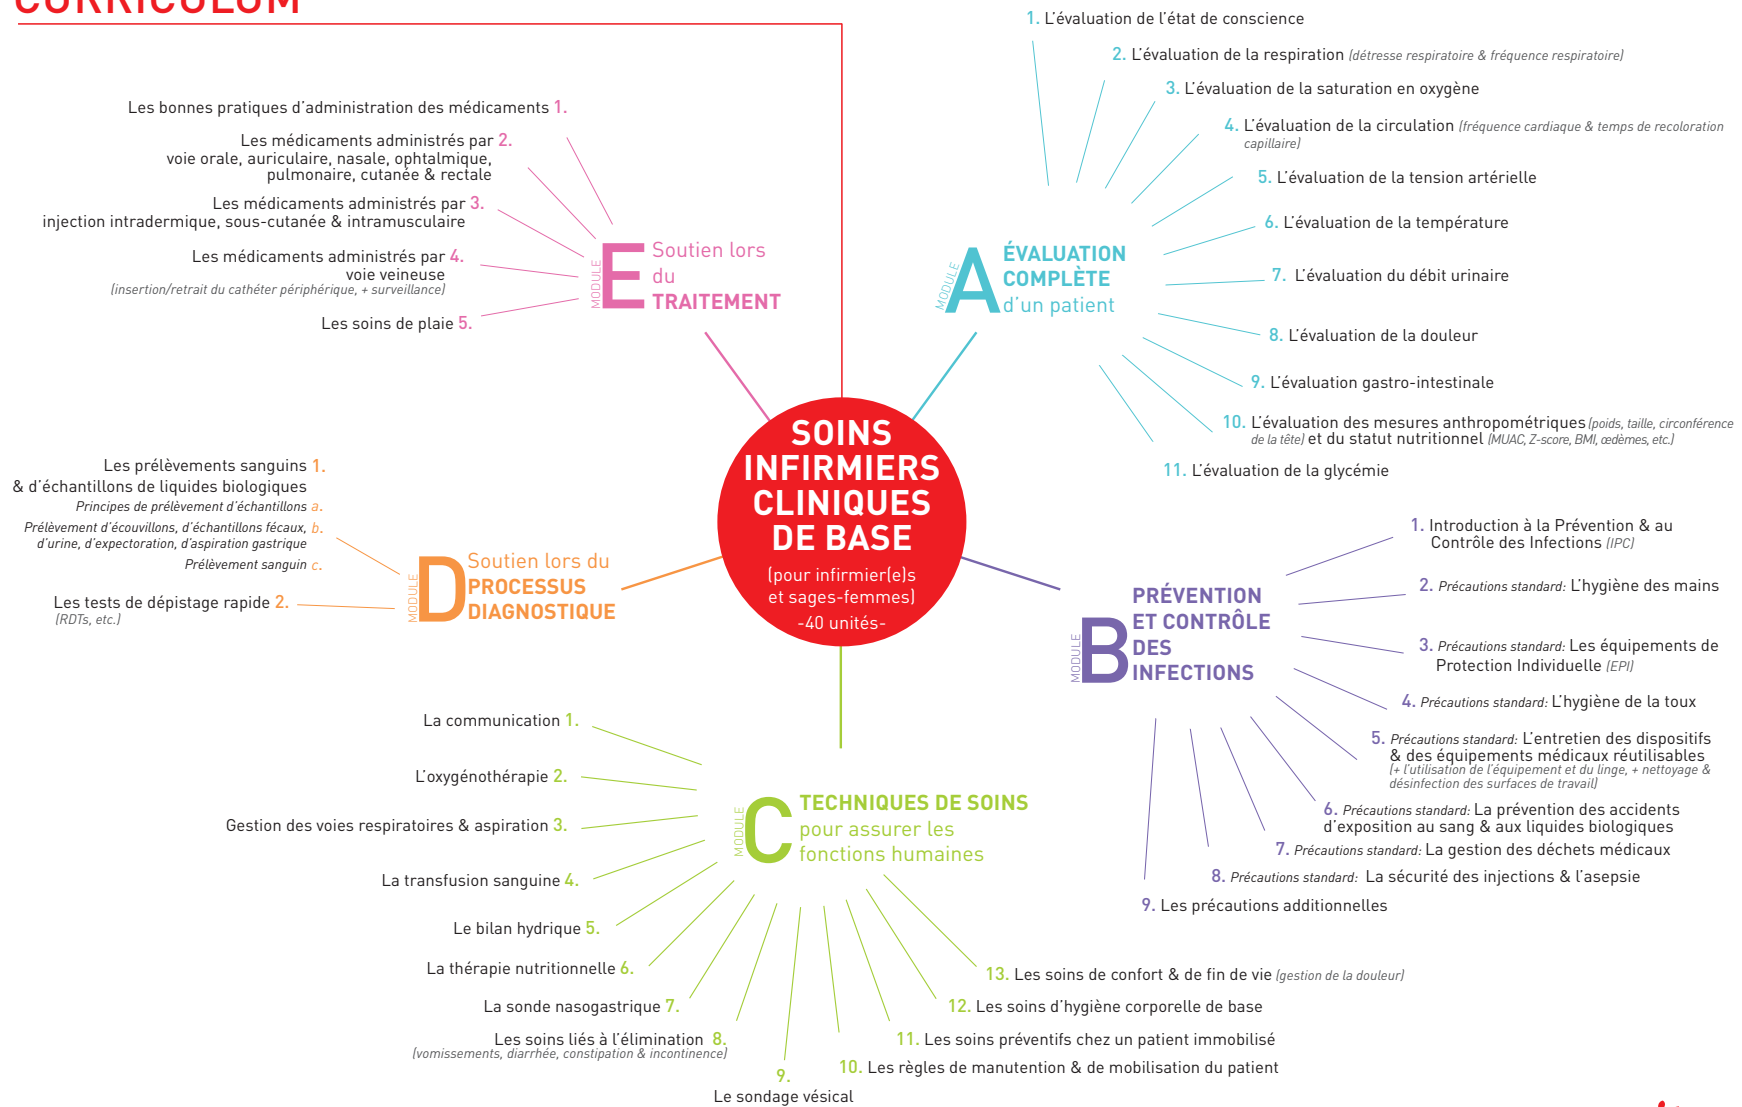 CURRICULUM
SOINS
INFIRMIERS
CLINIQUES
DE BASE
(pour infirmier(e)s
et sages-femmes)
-40 unités-
MODULE
A
ÉVALUATION
COMPLÈTE
d'un patient
1. L'évaluation de l'état de conscience
2. L'évaluation de la respiration (détresse respiratoire & fréquence respiratoire)
3. L'évaluation de la saturation en oxygène
4. L'évaluation de la circulation (fréquence cardiaque & temps de recoloration
capillaire)
5. L'évaluation de la tension artérielle
6. L'évaluation de la température
7. L'évaluation du débit urinaire
8. L'évaluation de la douleur
9. L'évaluation gastro-intestinale
10. L'évaluation des mesures anthropométriques (poids, taille, circonférence
de la tête) et du statut nutritionnel (MUAC, Z-score, BMI, œdèmes, etc.)
11. L'évaluation de la glycémie
MODULE
B
PRÉVENTION
ET CONTRÔLE
DES
INFECTIONS
1. Introduction à la Prévention & au
Contrôle des Infections (IPC)
2. Précautions standard: L'hygiène des mains
3. Précautions standard: Les équipements de
Protection Individuelle (EPI)
4. Précautions standard: L'hygiène de la toux
5. Précautions standard: L'entretien des dispositifs
& des équipements médicaux réutilisables
(+ l'utilisation de l'équipement et du linge, + nettoyage &
désinfection des surfaces de travail)
6. Précautions standard: La prévention des accidents
d'exposition au sang & aux liquides biologiques
7. Précautions standard: La gestion des déchets médicaux
8. Précautions standard: La sécurité des injections & l'asepsie
9. Les précautions additionnelles
MODULE
C
TECHNIQUES DE SOINS
pour assurer les
fonctions humaines
La communication 1.
L'oxygénothérapie 2.
Gestion des voies respiratoires & aspiration 3.
La transfusion sanguine 4.
Le bilan hydrique 5.
La thérapie nutritionnelle 6.
La sonde nasogastrique 7.
Les soins liés à l'élimination 8.
(vomissements, diarrhée, constipation & incontinence)
9.
Le sondage vésical
10. Les règles de manutention & de mobilisation du patient
11. Les soins préventifs chez un patient immobilisé
12. Les soins d'hygiène corporelle de base
13. Les soins de confort & de fin de vie (gestion de la douleur)
MODULE
D
Soutien lors du
PROCESSUS
DIAGNOSTIQUE
Les prélèvements sanguins 1.
& d'échantillons de liquides biologiques
Principes de prélèvement d'échantillons a.
Prélèvement d'écouvillons, d'échantillons fécaux, b.
d'urine, d'expectoration, d'aspiration gastrique
Prélèvement sanguin c.
Les tests de dépistage rapide 2.
(RDTs, etc.)
MODULE
E
Soutien lors
du
TRAITEMENT
Les bonnes pratiques d'administration des médicaments 1.
Les médicaments administrés par 2.
voie orale, auriculaire, nasale, ophtalmique,
pulmonaire, cutanée & rectale
Les médicaments administrés par 3.
injection intradermique, sous-cutanée & intramusculaire
Les médicaments administrés par 4.
voie veineuse
(insertion/retrait du cathéter périphérique, + surveillance)
Les soins de plaie 5.